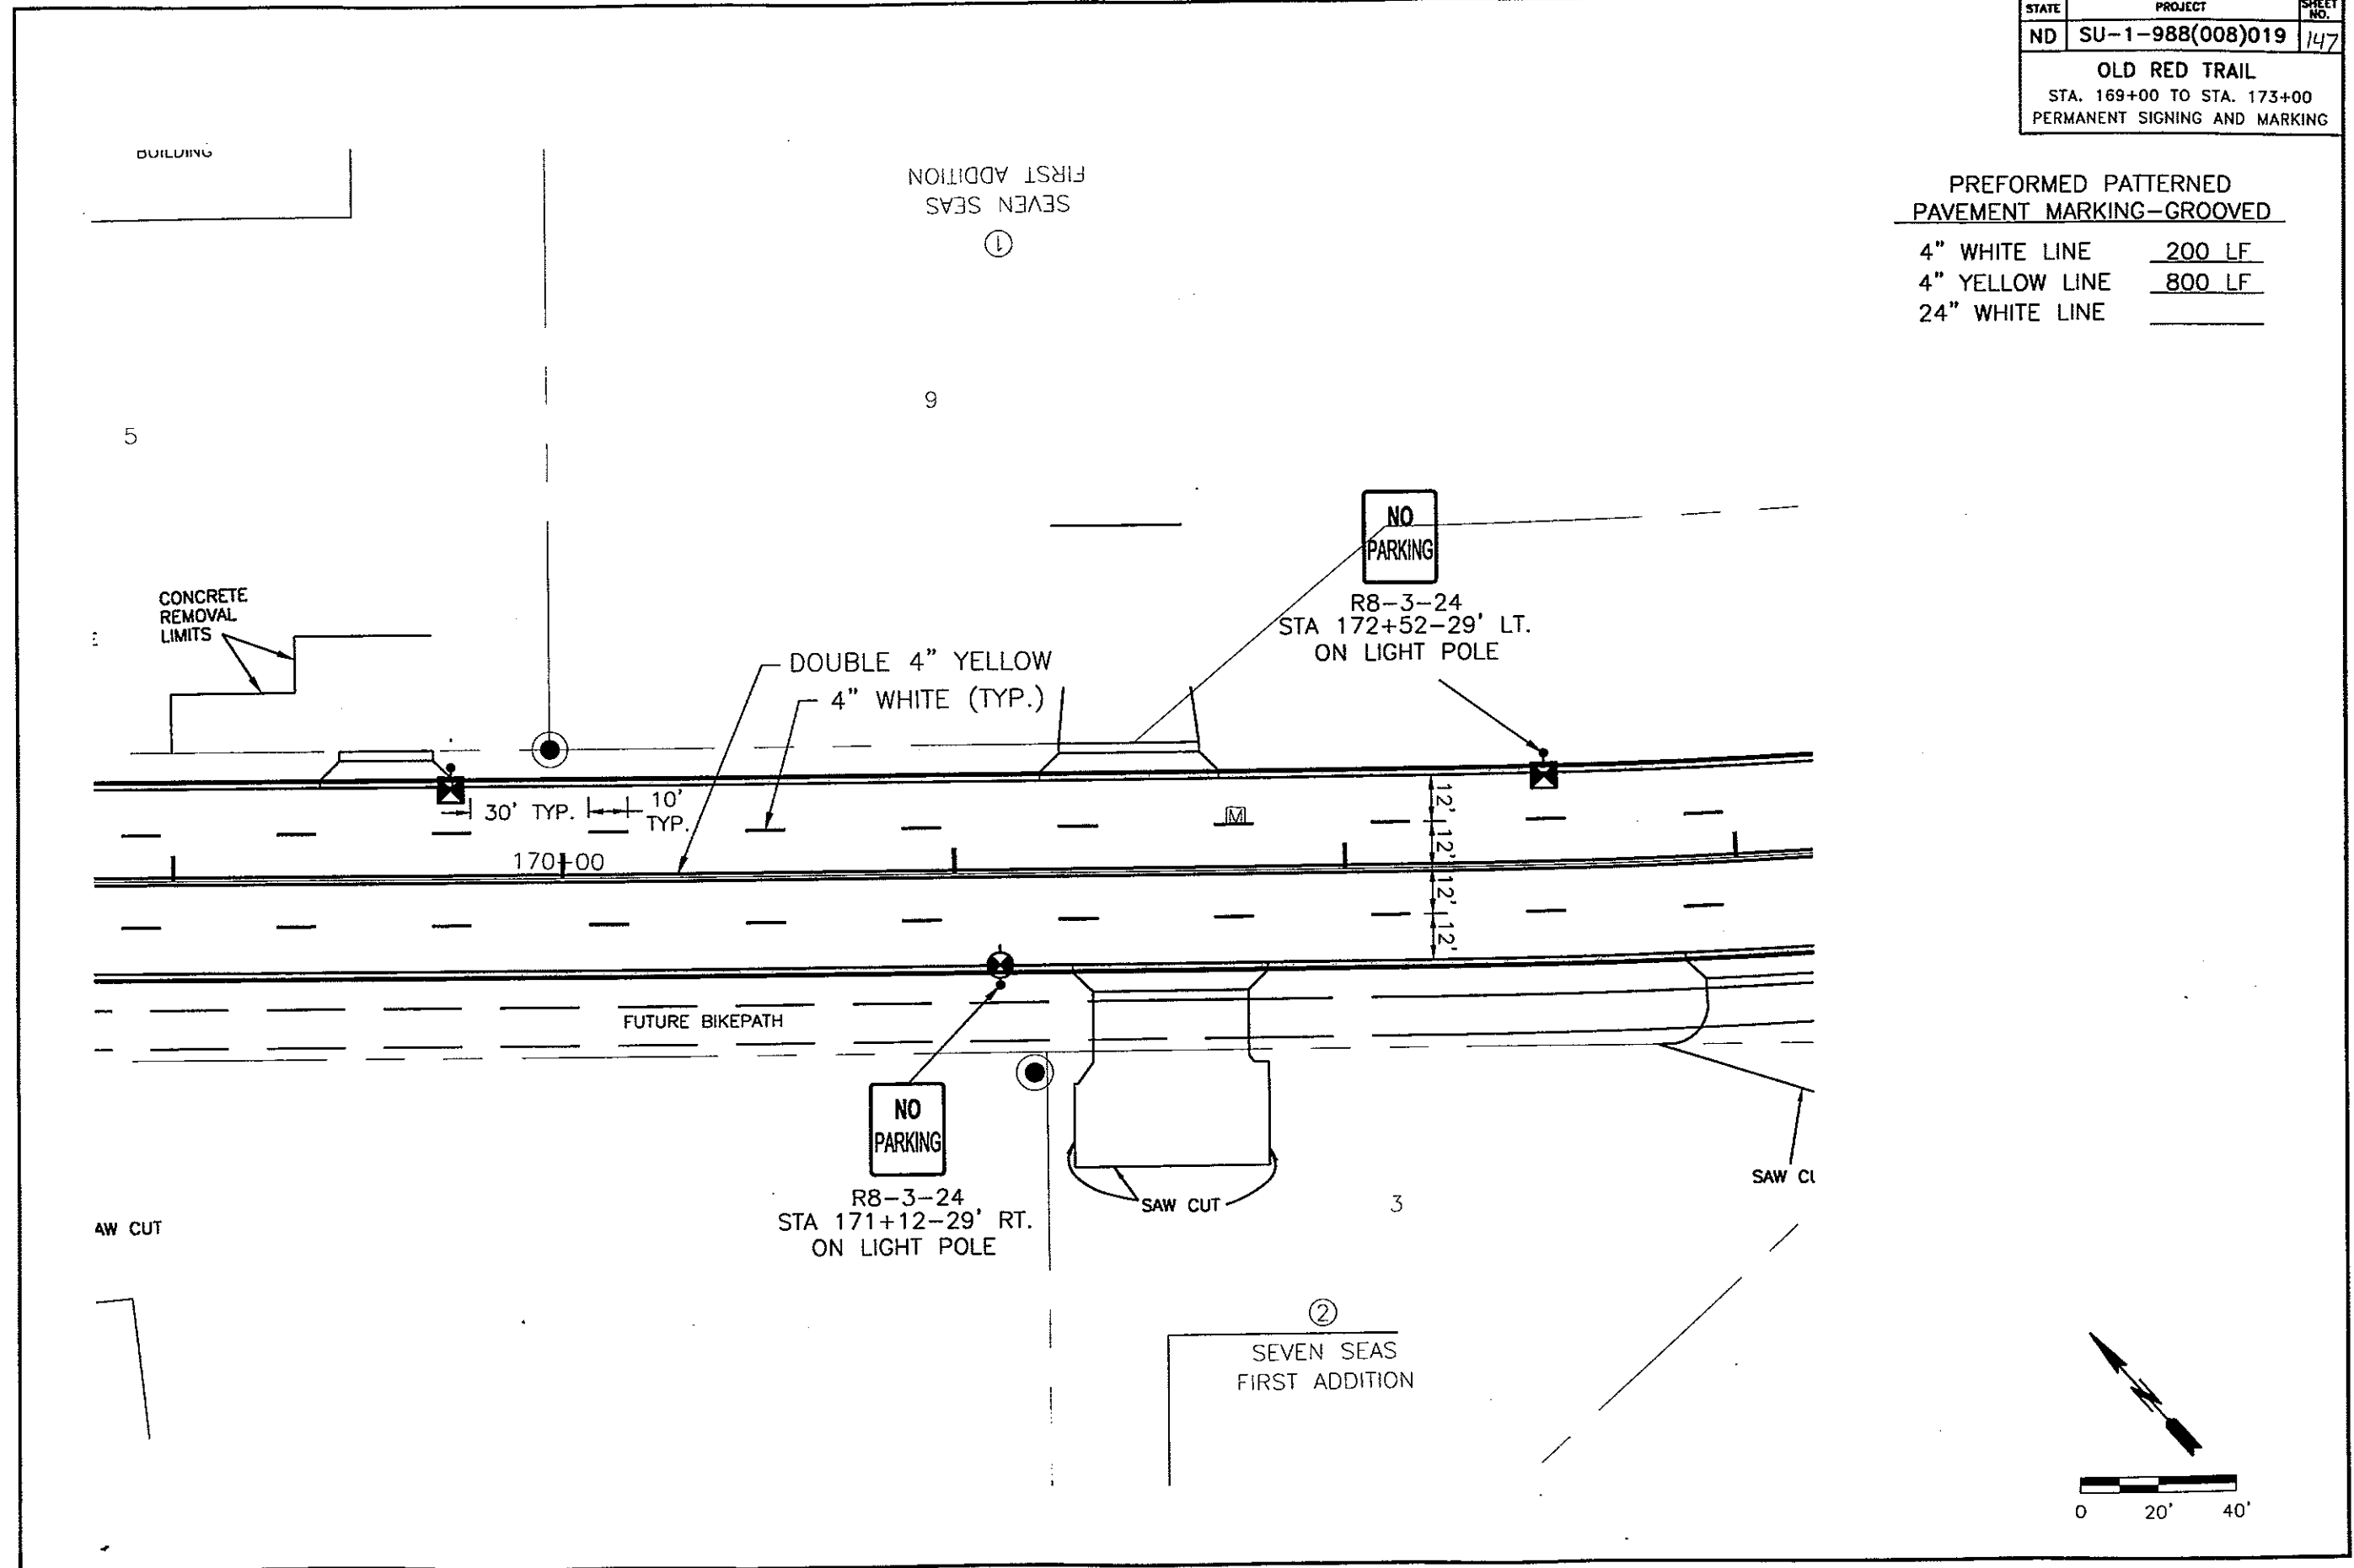 STATE PROJECT SHEET NO.
ND SU-1-988(008)019 147
OLD RED TRAIL
STA. 169+00 TO STA. 173+00
PERMANENT SIGNING AND MARKING
PREFORMED PATTERNED
PAVEMENT MARKING-GROOVED
4" WHITE LINE 200 LF
4" YELLOW LINE 800 LF
24" WHITE LINE
BUILDING
SEVEN SEAS
FIRST ADDITION
1
5
9
NO
PARKING
R8-3-24
STA 172+52-29' LT.
ON LIGHT POLE
CONCRETE
REMOVAL
LIMITS
DOUBLE 4" YELLOW
4" WHITE (TYP.)
30' TYP.
10'
TYP.
M
170+00
12'
12'
12'
12'
FUTURE BIKEPATH
NO
PARKING
R8-3-24
STA 171+12-29' RT.
ON LIGHT POLE
SAW CUT
SAW CU
3
AW CUT
2
SEVEN SEAS
FIRST ADDITION
N
0 20' 40'